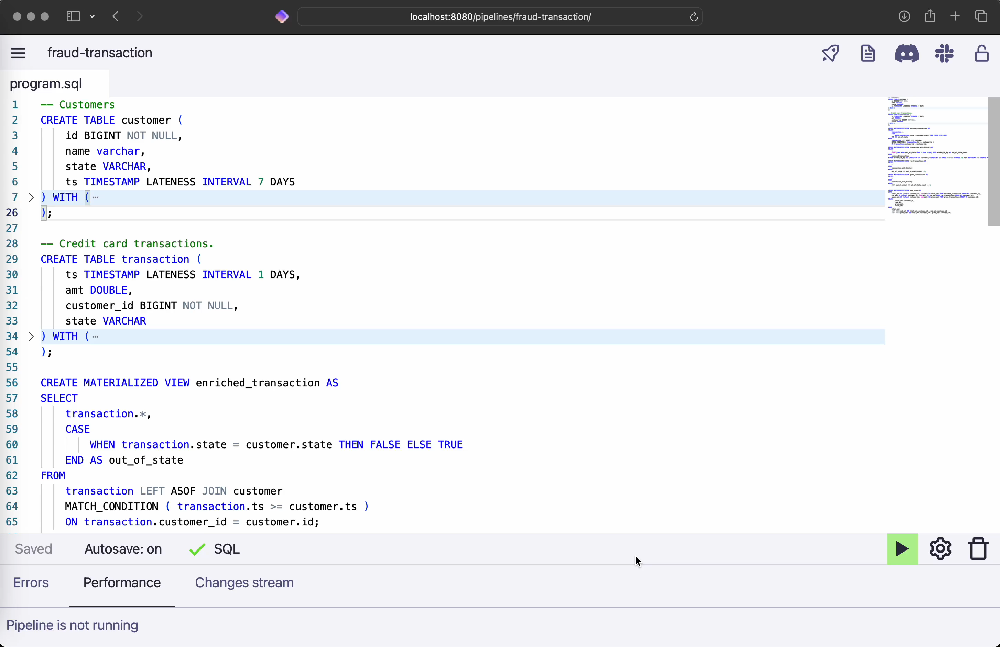 localhost:8080/pipelines/fraud-transaction/
fraud-transaction
program.sql
1 -- Customers
2 CREATE TABLE customer (
3 id BIGINT NOT NULL,
4 name varchar,
5 state VARCHAR,
6 ts TIMESTAMP LATENESS INTERVAL 7 DAYS
7 ) WITH (⋯
26 );
27
28 -- Credit card transactions.
29 CREATE TABLE transaction (
30 ts TIMESTAMP LATENESS INTERVAL 1 DAYS,
31 amt DOUBLE,
32 customer_id BIGINT NOT NULL,
33 state VARCHAR
34 ) WITH (⋯
54 );
55
56 CREATE MATERIALIZED VIEW enriched_transaction AS
57 SELECT
58 transaction.*,
59 CASE
60 WHEN transaction.state = customer.state THEN FALSE ELSE TRUE
61 END AS out_of_state
62 FROM
63 transaction LEFT ASOF JOIN customer
64 MATCH_CONDITION ( transaction.ts >= customer.ts )
65 ON transaction.customer_id = customer.id;
Saved Autosave: on SQL
Errors Performance Changes stream
Pipeline is not running